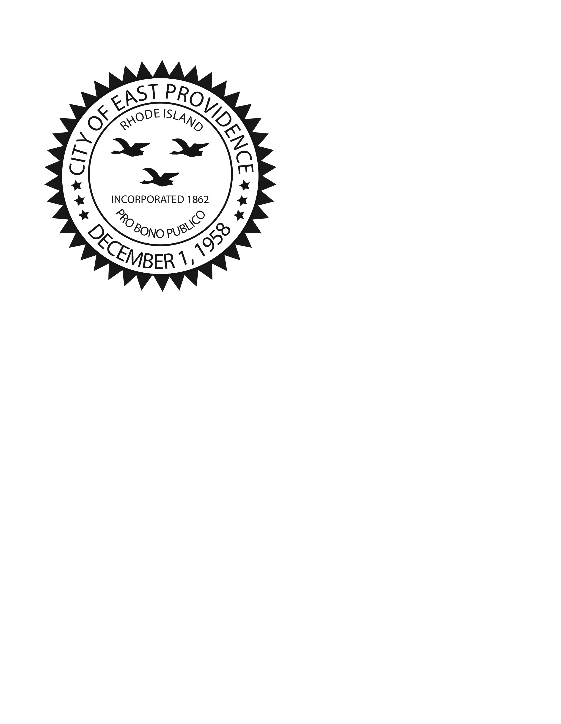 CITY OF EAST PROVIDENCE
RHODE ISLAND
INCORPORATED 1862
PRO BONO PUBLICO
DECEMBER 1, 1958